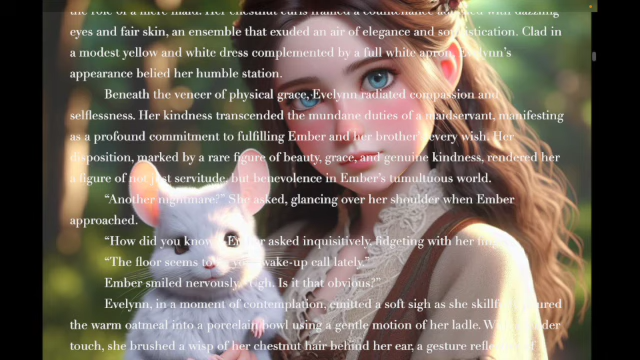 the role of a mere maid. Her chestnut curls framed a countenance adorned with dazzling
eyes and fair skin, an ensemble that exuded an air of elegance and sophistication. Clad in
a modest yellow and white dress complemented by a full white apron, Evelynn's
appearance belied her humble station.
Beneath the veneer of physical grace, Evelynn radiated compassion and
selflessness. Her kindness transcended the mundane duties of a maidservant, manifesting
as a profound commitment to fulfilling Ember and her brother's every wish. Her
disposition, marked by a rare figure of beauty, grace, and genuine kindness, rendered her
a figure of not just servitude, but benevolence in Ember's tumultuous world.
"Another nightmare?" She asked, glancing over her shoulder when Ember
approached.
"How did you know?" Ember asked inquisitively, fidgeting with her
"The floor seems to be your wake-up call lately."
Ember smiled nervously. Is it that obvious?"
Evelynn, in a moment of contemplation, emitted a soft sigh as she skillfully
the warm oatmeal into a porcelain bowl using a gentle motion of her ladle. With a
touch, she brushed a wisp of her chestnut hair behind her ear, a gesture